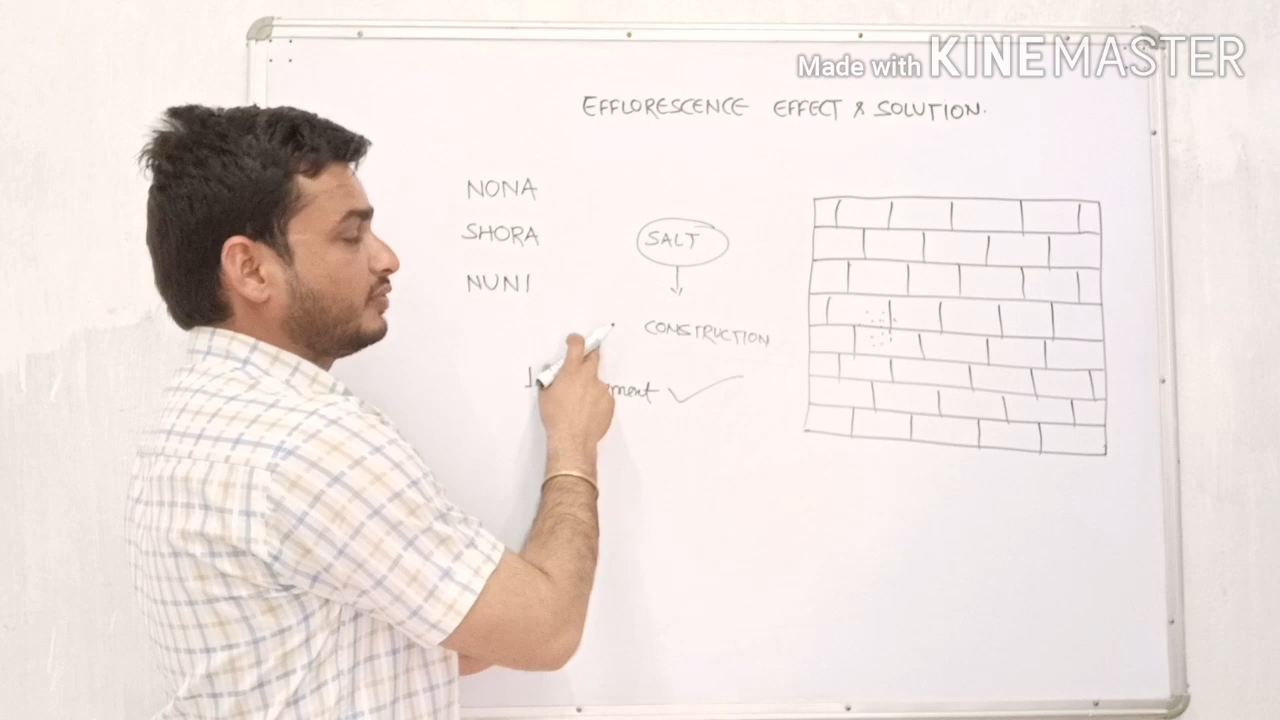 Made with KINEMASTER
EFFLORESCENCE EFFECT & SOLUTION.
NONA
SHORA
SALT
NUNI
CONSTRUCTION